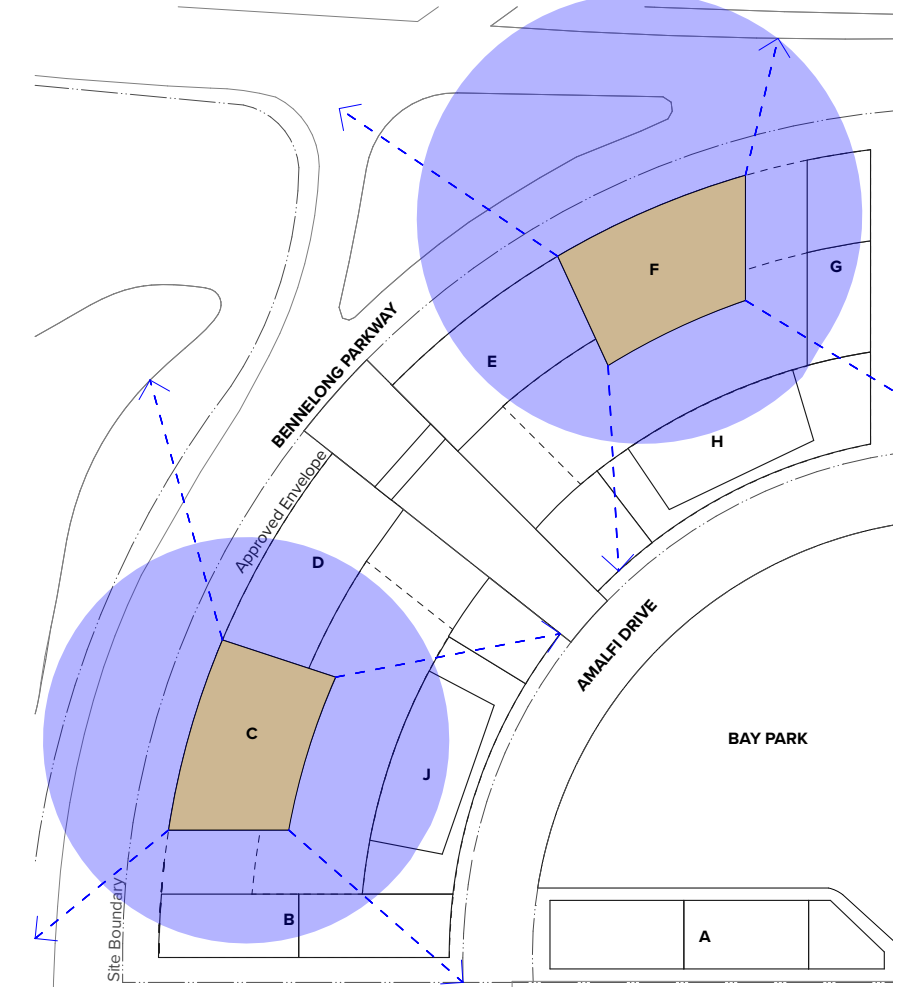 F
G
E
BENNELONG PARKWAY
H
Approved Envelope
D
AMALFI DRIVE
C
BAY PARK
J
B
Site Boundary
A